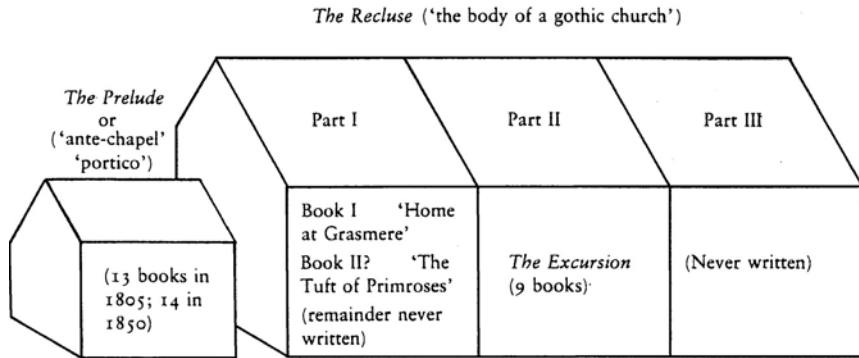 The Recluse (‘the body of a gothic church’)
The Prelude
or
(‘ante-chapel’
‘portico’)
Part I
Part II
Part III
(13 books in
1805; 14 in
1850)
Book I ‘Home
at Grasmere’
Book II? ‘The
Tuft of Primroses’
(remainder never
written)
The Excursion
(9 books)
(Never written)